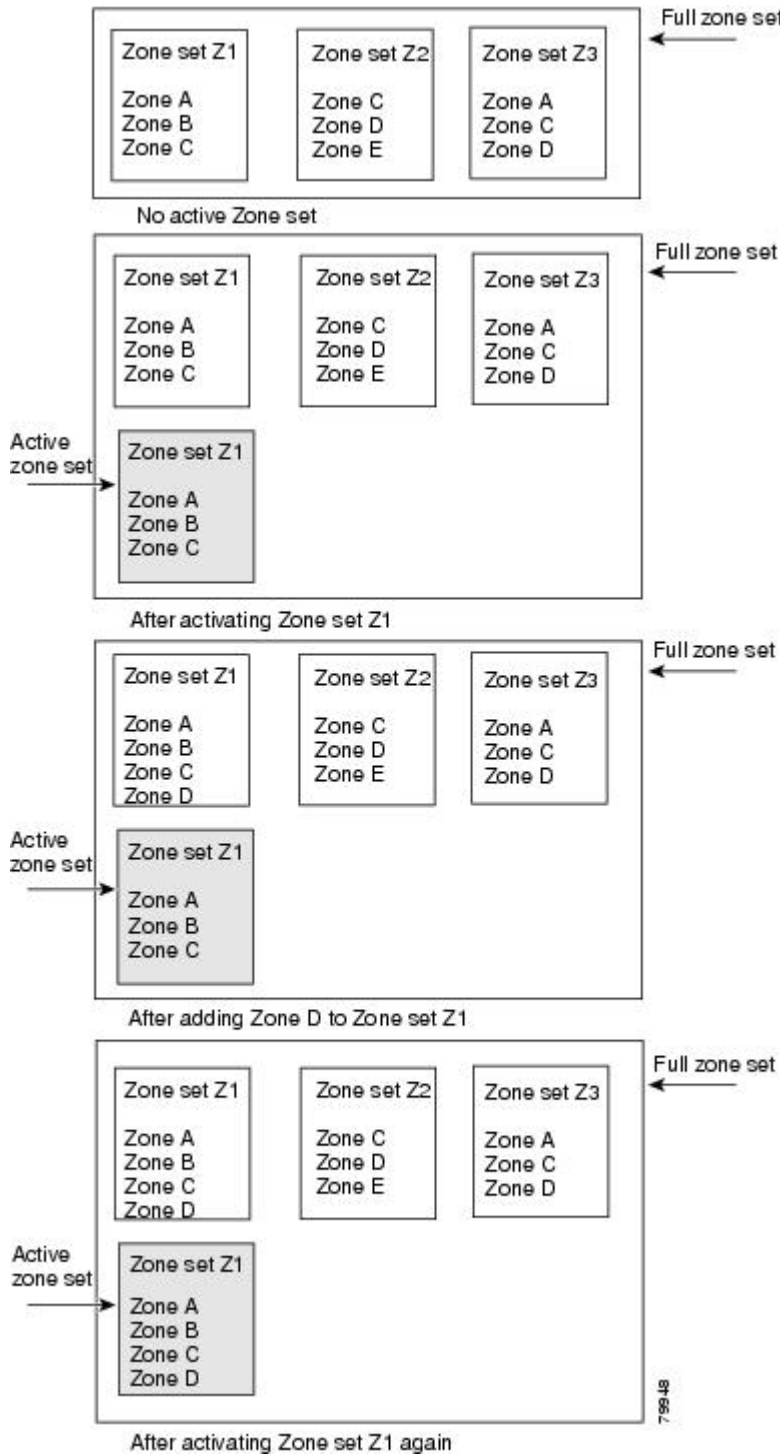 Full zone set
Zone set Z1
Zone A
Zone B
Zone C
Zone set Z2
Zone C
Zone D
Zone E
Zone set Z3
Zone A
Zone C
Zone D
No active Zone set
Full zone set
Zone set Z1
Zone A
Zone B
Zone C
Zone set Z2
Zone C
Zone D
Zone E
Zone set Z3
Zone A
Zone C
Zone D
Active
zone set
Zone set Z1
Zone A
Zone B
Zone C
After activating Zone set Z1
Full zone set
Zone set Z1
Zone A
Zone B
Zone C
Zone D
Zone set Z2
Zone C
Zone D
Zone E
Zone set Z3
Zone A
Zone C
Zone D
Active
zone set
Zone set Z1
Zone A
Zone B
Zone C
After adding Zone D to Zone set Z1
Full zone set
Zone set Z1
Zone A
Zone B
Zone C
Zone D
Zone set Z2
Zone C
Zone D
Zone E
Zone set Z3
Zone A
Zone C
Zone D
Active
zone set
Zone set Z1
Zone A
Zone B
Zone C
Zone D
79948
After activating Zone set Z1 again